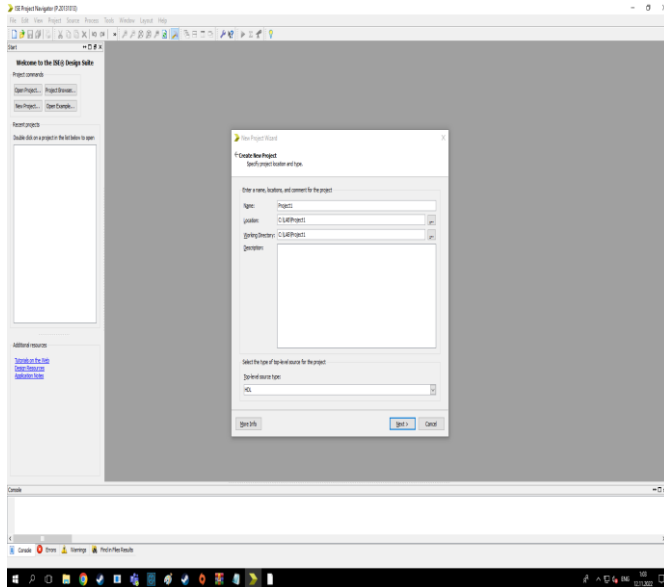 ISE Project Navigator (P.20131013)
File Edit View Project Source Process Tools Window Layout Help
Start
Welcome to the ISE® Design Suite
Project commands
Open Project... Project Browser...
New Project... Open Example...
Recent projects
Double click on a project in the list below to open
Additional resources
Tutorials on the Web
Design Resources
Application Notes
New Project Wizard
Create New Project
Specify project location and type.
Enter a name, locations, and comment for the project
Name: Project1
Location: C:\LAB\Project1
Working Directory: C:\LAB\Project1
Description:
Select the type of top-level source for the project
Top-level source type:
HDL
More Info
Next >
Cancel
Console
Console Errors Warnings Find in Files Results
12.11.2022